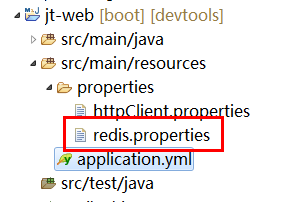 jt-web [boot] [devtools]
src/main/java
src/main/resources
properties
httpClient.properties
redis.properties
application.yml
src/test/java